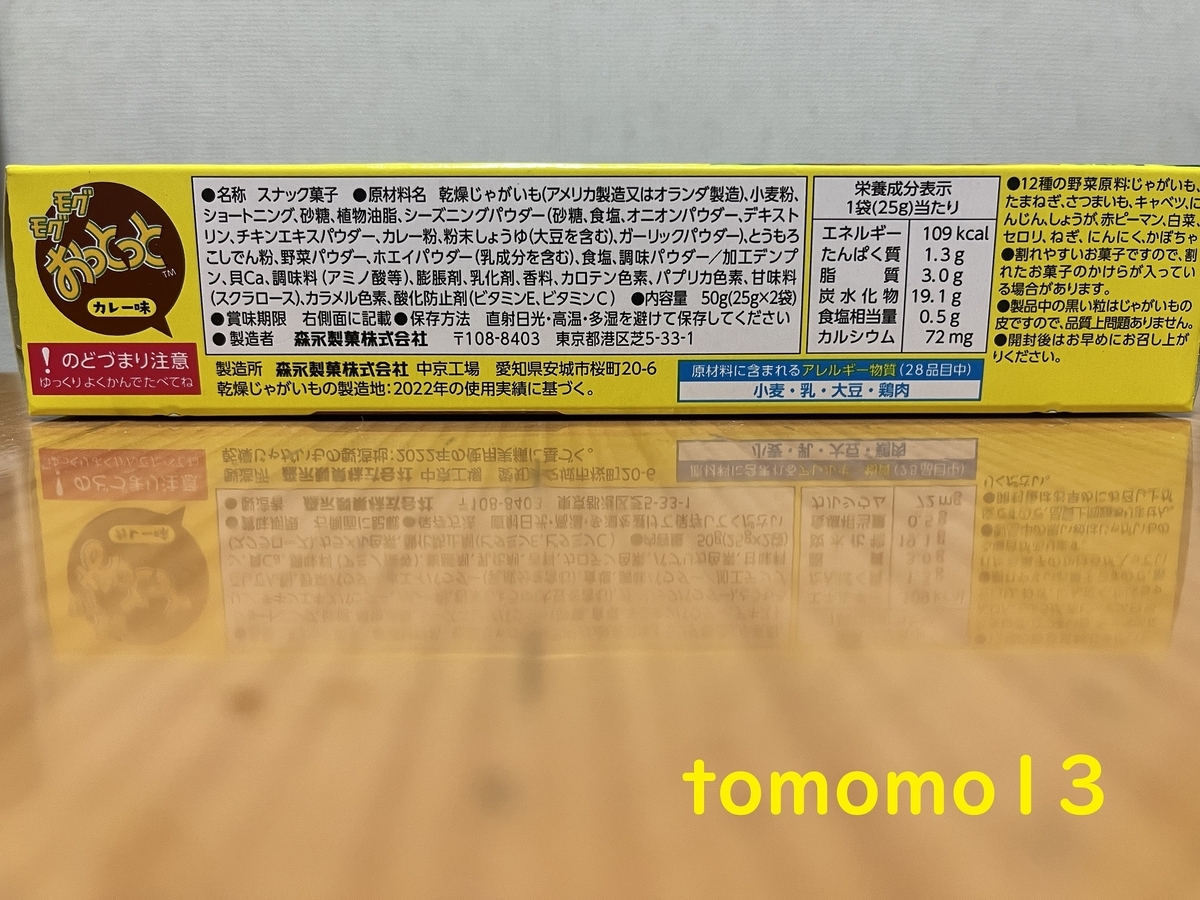 モグモグ
おっとっと
TM
カレー味
! のどづまり注意
ゆっくりよくかんでたべてね
●名称 スナック菓子 ●原材料名 乾燥じゃがいも(アメリカ製造又はオランダ製造)、小麦粉、
ショートニング、砂糖、植物油脂、シーズニングパウダー(砂糖、食塩、オニオンパウダー、デキスト
リン、チキンエキスパウダー、カレー粉、粉末しょうゆ(大豆を含む)、ガーリックパウダー)、とうもろ
こしでん粉、野菜パウダー、ホエイパウダー(乳成分を含む)、食塩、調味パウダー／加工デンプ
ン、貝Ca、調味料(アミノ酸等)、膨脹剤、乳化剤、香料、カロテン色素、パプリカ色素、甘味料
(スクラロース)、カラメル色素、酸化防止剤(ビタミンE、ビタミンC) ●内容量 50g(25g×2袋)
●賞味期限 右側面に記載 ●保存方法 直射日光・高温・多湿を避けて保存してください
●製造者 森永製菓株式会社 〒108-8403 東京都港区芝5-33-1
製造所 森永製菓株式会社 中京工場 愛知県安城市桜町20-6
乾燥じゃがいもの製造地:2022年の使用実績に基づく。
栄養成分表示
1袋(25g)当たり
エネルギー 109 kcal
たんぱく質 1.3 g
脂質 3.0 g
炭水化物 19.1 g
食塩相当量 0.5 g
カルシウム 72 mg
原材料に含まれるアレルギー物質(28品目中)
小麦・乳・大豆・鶏肉
●12種の野菜原料:じゃがいも、
たまねぎ、さつまいも、キャベツ、に
んじん、しょうが、赤ピーマン、白菜、
セロリ、ねぎ、にんにく、かぼちゃ
●割れやすいお菓子ですので、割
れたお菓子のかけらが入ってい
る場合があります。
●製品中の黒い粒はじゃがいもの
皮ですので、品質上問題ありません。
●開封後はお早めにお召し上が
りください。
tomomo13